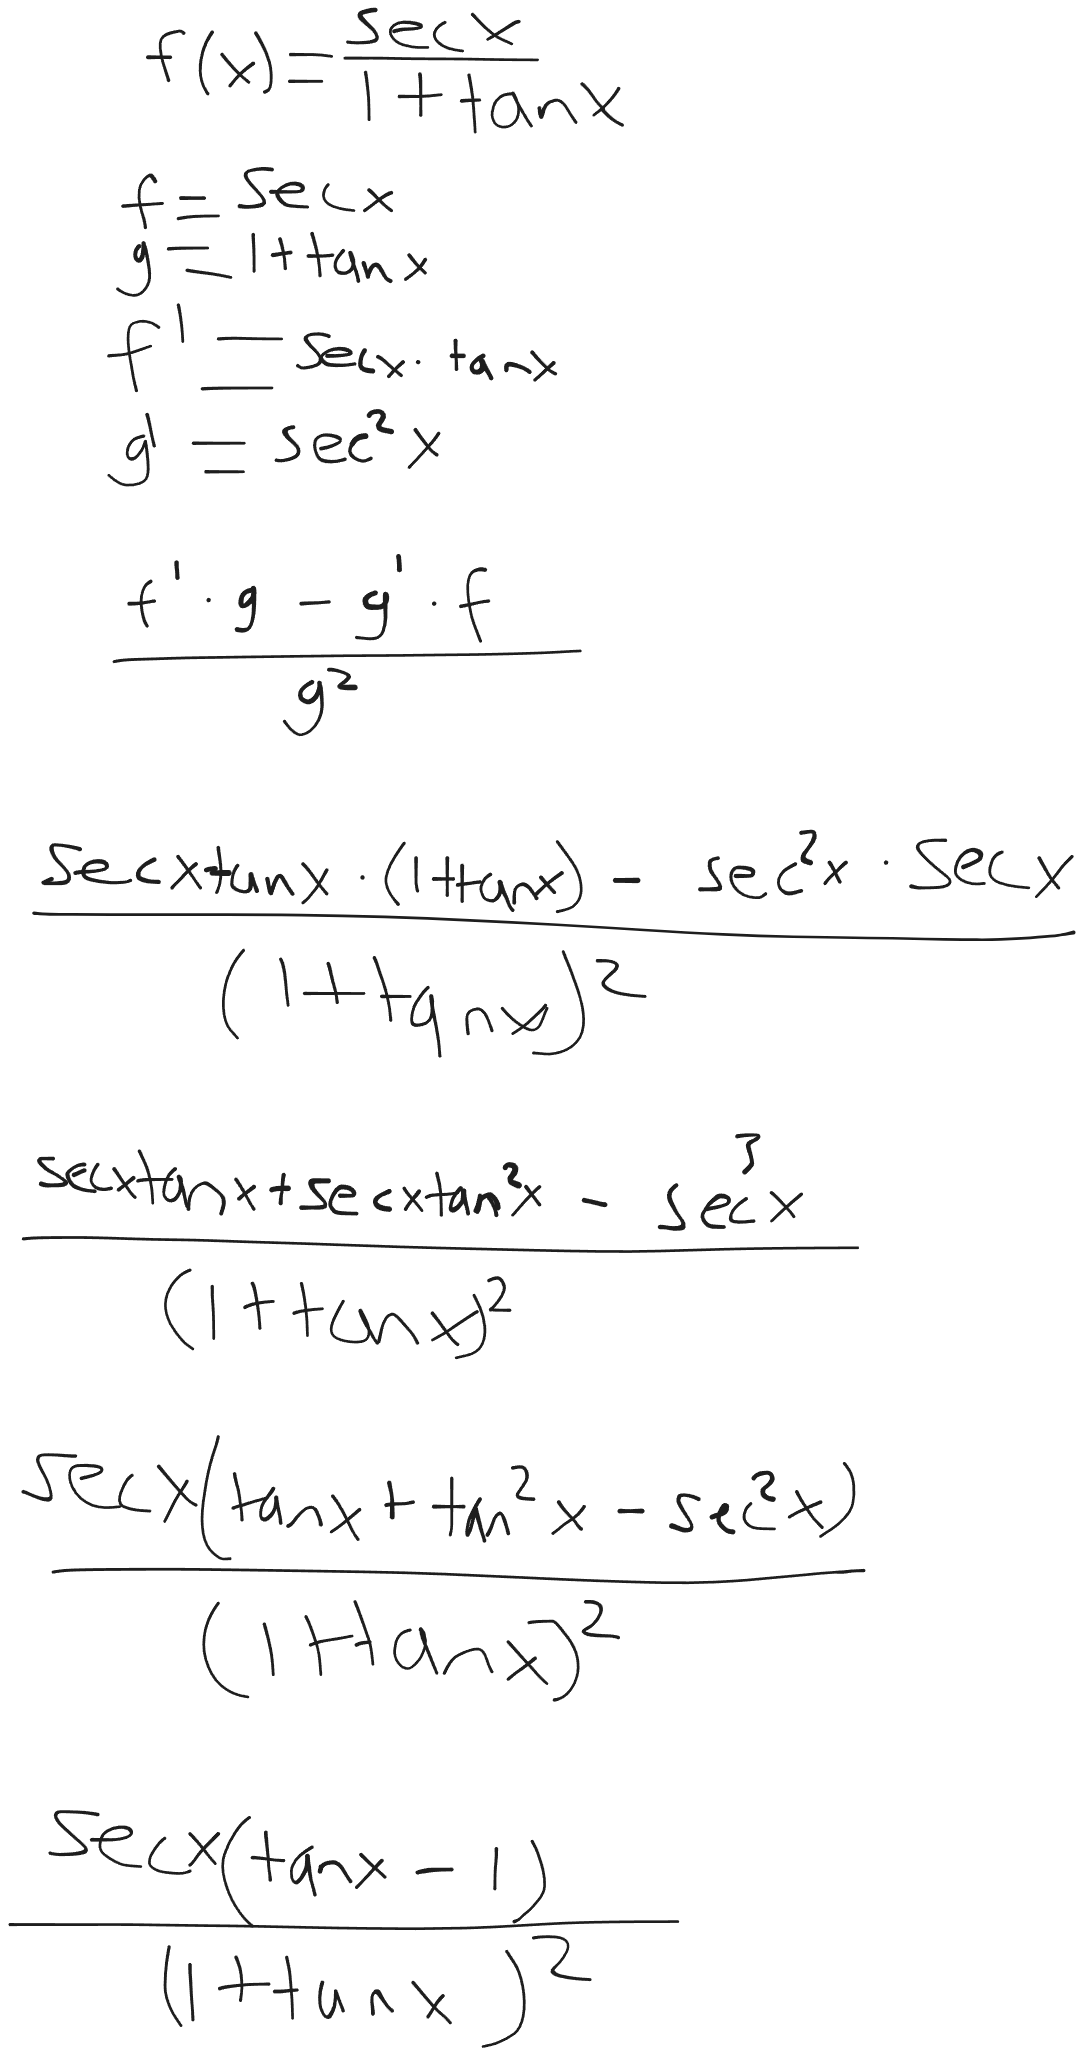 f(x) = secx / 1 + tanx
f = secx
g = 1 + tanx
f' = secx · tanx
g' = sec²x
f' · g − g' · f / g²
secxtanx · (1+tanx) − sec²x · secx / (1+tanx)²
secxtanx + secxtan²x − sec³x / (1+tanx)²
secx(tanx + tan²x − sec²x) / (1+tanx)²
secx(tanx − 1) / (1+tanx)²